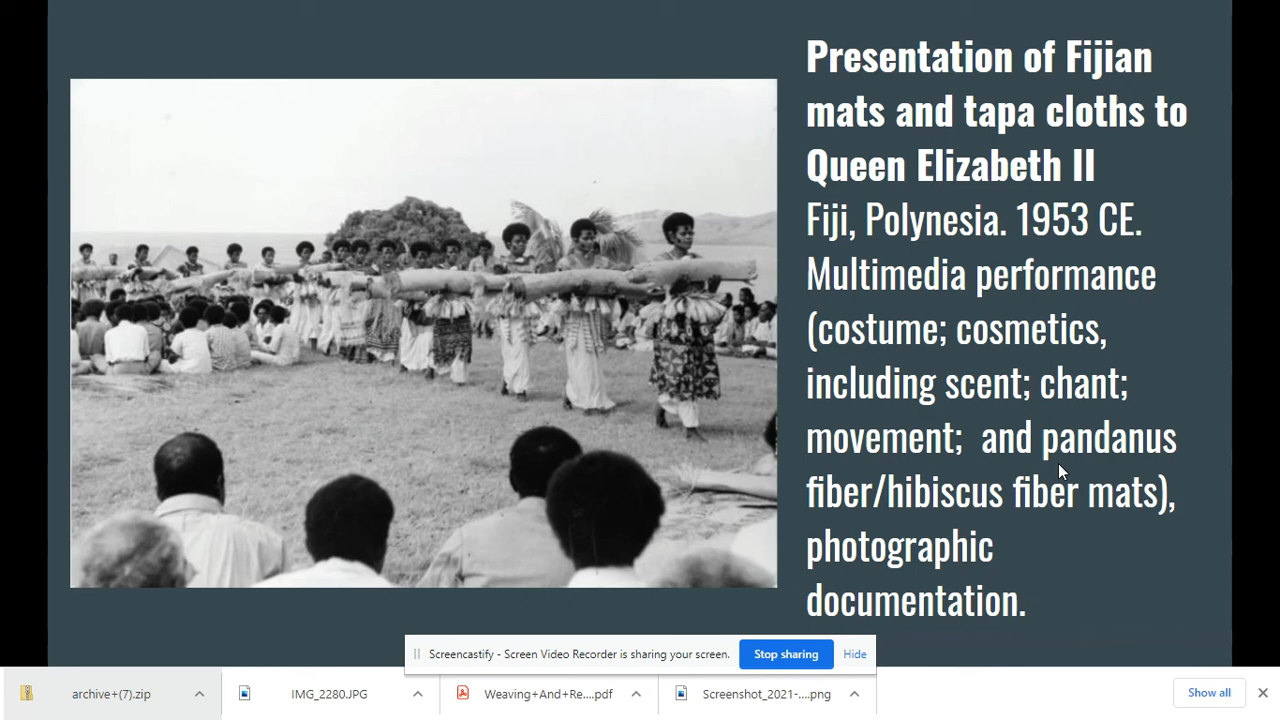 Presentation of Fijian
mats and tapa cloths to
Queen Elizabeth II
Fiji, Polynesia. 1953 CE.
Multimedia performance
(costume; cosmetics,
including scent; chant;
movement;  and pandanus
fiber/hibiscus fiber mats),
photographic
documentation.
Screencastify - Screen Video Recorder is sharing your screen.
Stop sharing
Hide
archive+(7).zip
IMG_2280.JPG
Weaving+And+Re....pdf
Screenshot_2021-....png
Show all